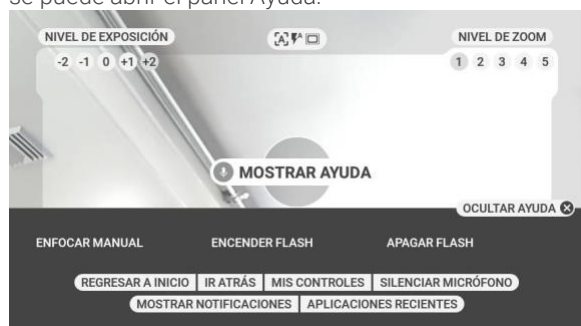 se puede abrir el panel Ayuda.
NIVEL DE EXPOSICIÓN
[A] A NIVEL DE ZOOM
-2 -1 0 +1 +2
1 2 3 4 5
MOSTRAR AYUDA
OCULTAR AYUDA
ENFOCAR MANUAL ENCENDER FLASH APAGAR FLASH
REGRESAR A INICIO IR ATRÁS MIS CONTROLES SILENCIAR MICRÓFONO
MOSTRAR NOTIFICACIONES APLICACIONES RECIENTES